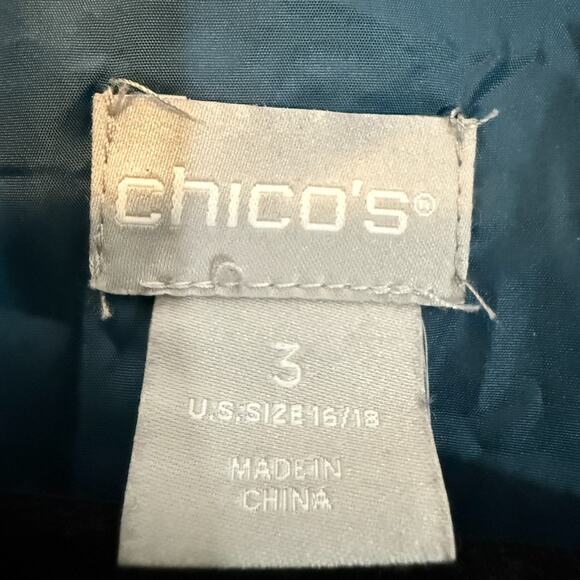 chico's®
3
U.S.SIZE 16/18
MADE IN
CHINA